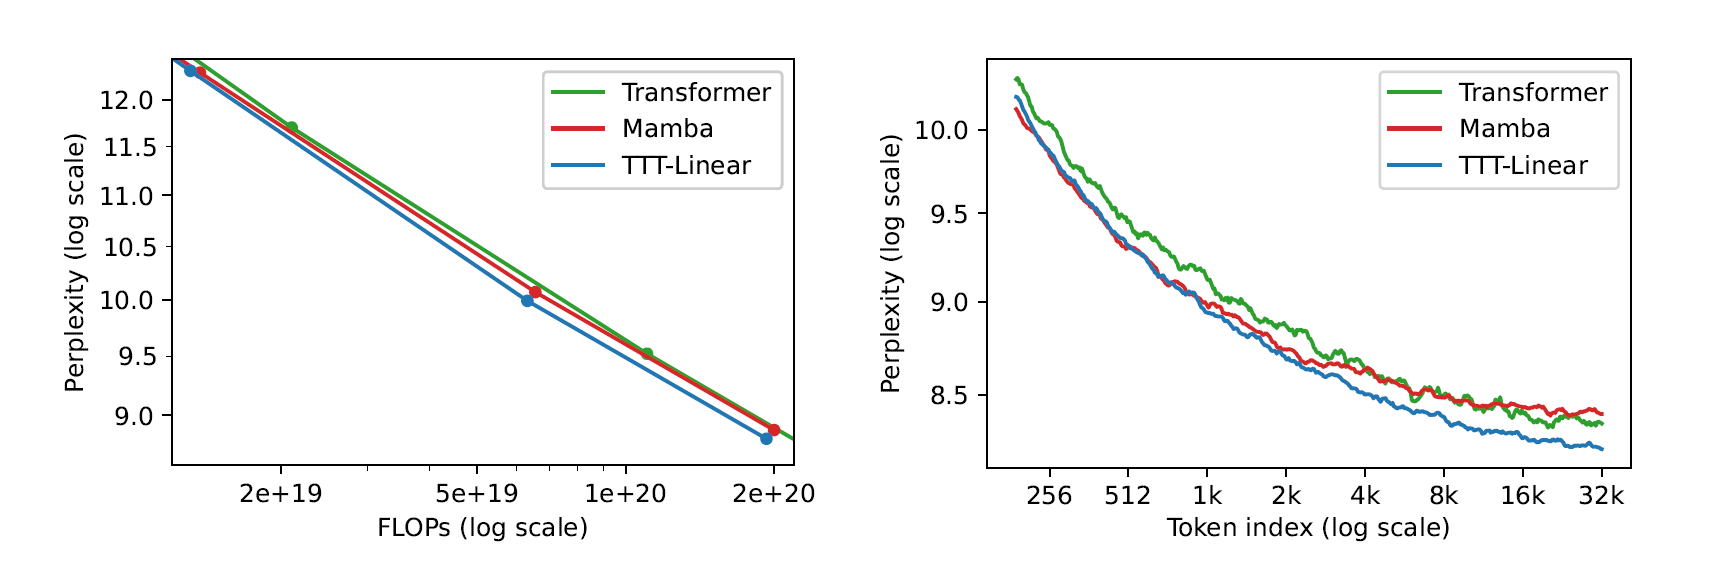 Perplexity (log scale)
12.0
11.5
11.0
10.5
10.0
9.5
9.0
Transformer
Mamba
TTT-Linear
2e+19 5e+19 1e+20 2e+20
FLOPs (log scale)
Perplexity (log scale)
10.0
9.5
9.0
8.5
Transformer
Mamba
TTT-Linear
256 512 1k 2k 4k 8k 16k 32k
Token index (log scale)